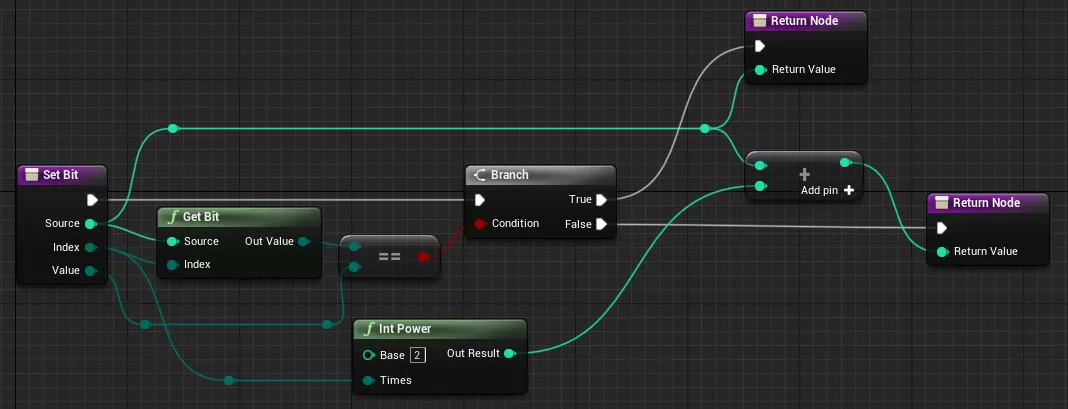 Return Node
Return Value
Set Bit
Source
Index
Value
f Get Bit
Source Out Value
Index
==
Branch
True
Condition False
+
Add pin +
Return Node
Return Value
f Int Power
Base 2 Out Result
Times